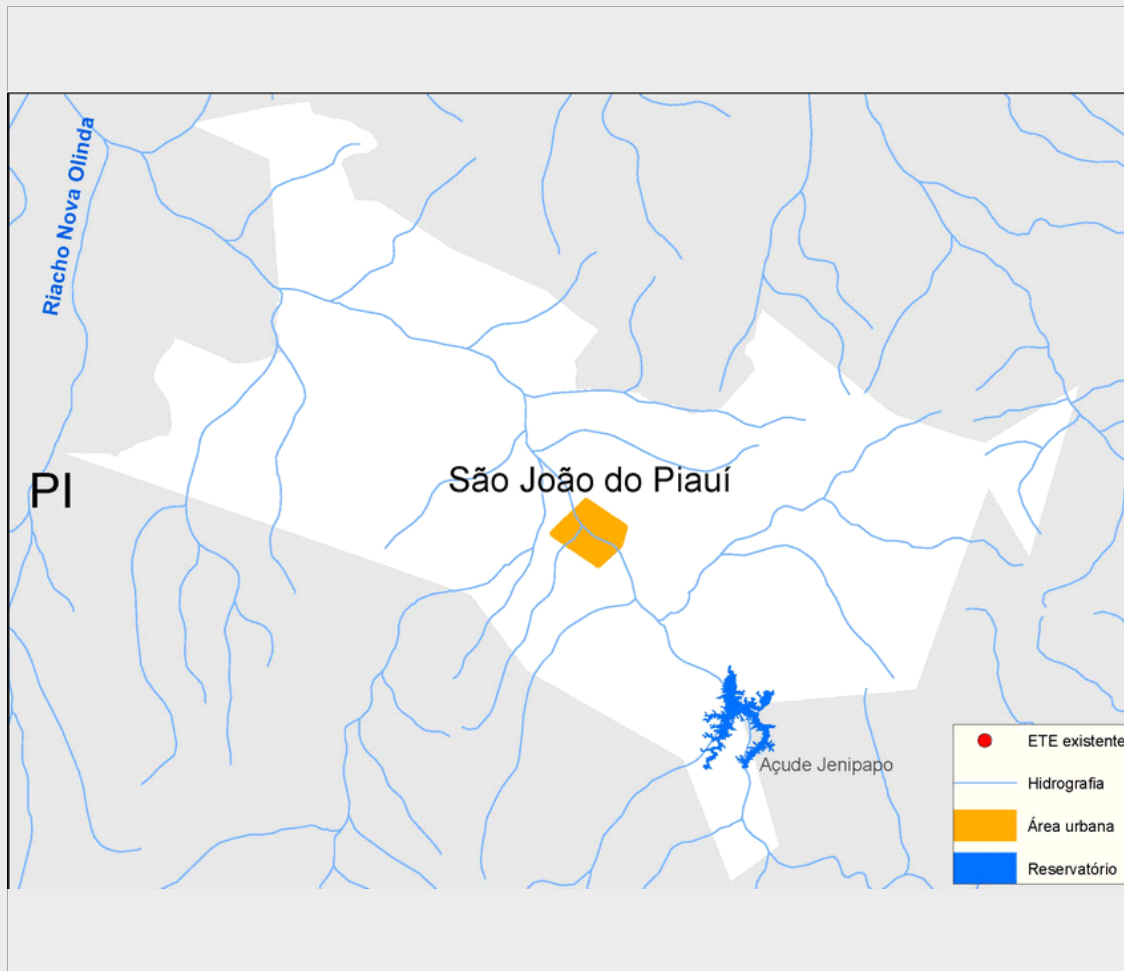 Riacho Nova Olinda
PI
São João do Piauí
Açude Jenipapo
ETE existente
Hidrografia
Área urbana
Reservatório